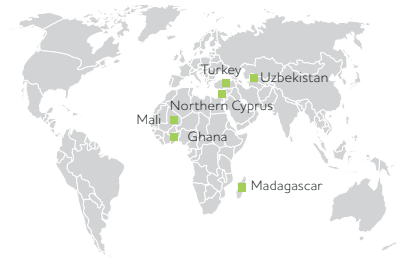 Turkey
Uzbekistan
Northern Cyprus
Mali
Ghana
Madagascar